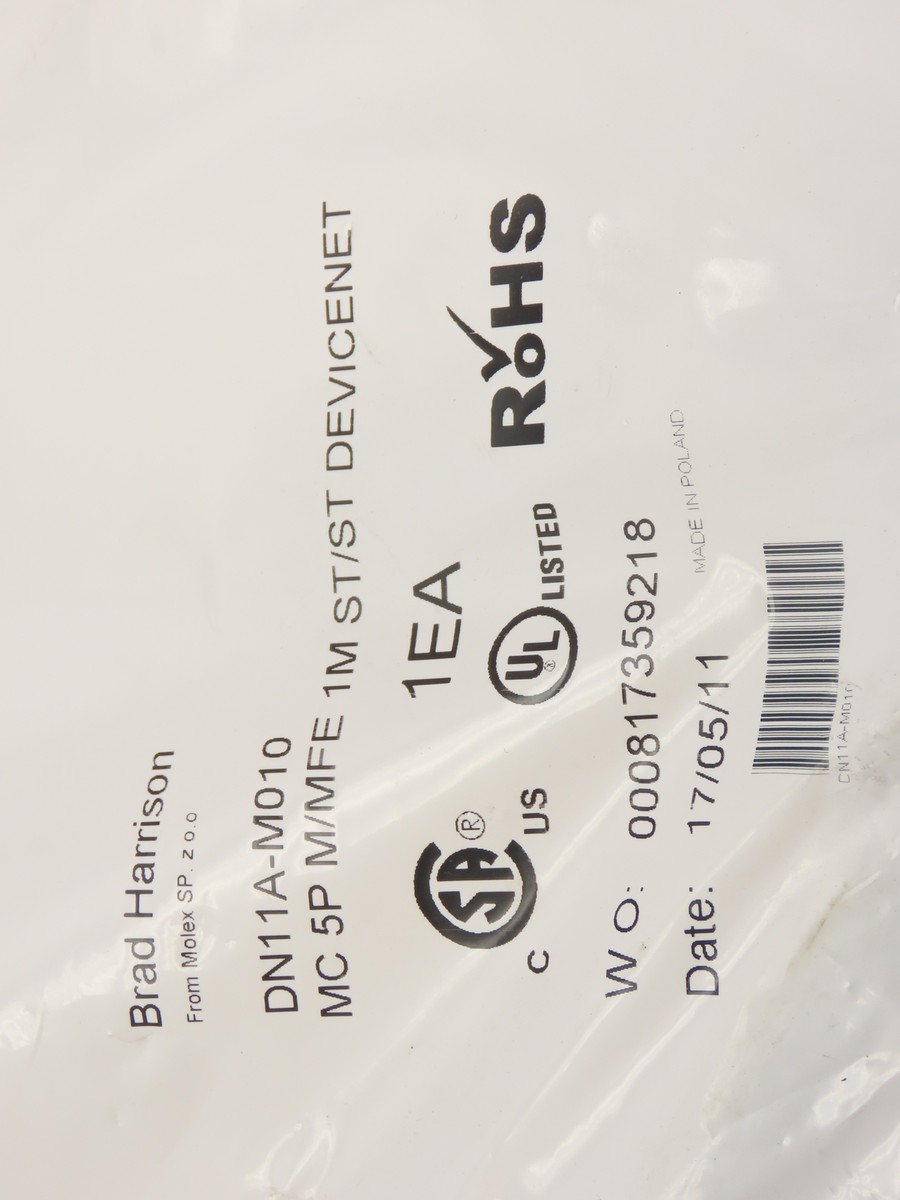 Brad Harrison
From Molex SP. z o.o
DN11A-M010
MC 5P M/MFE 1M ST/ST DEVICENET
1EA
SA ®
C US
UL ® LISTED
RoHS
W O: 000817359218
Date: 17/05/11
MADE IN POLAND
DN11A-M010